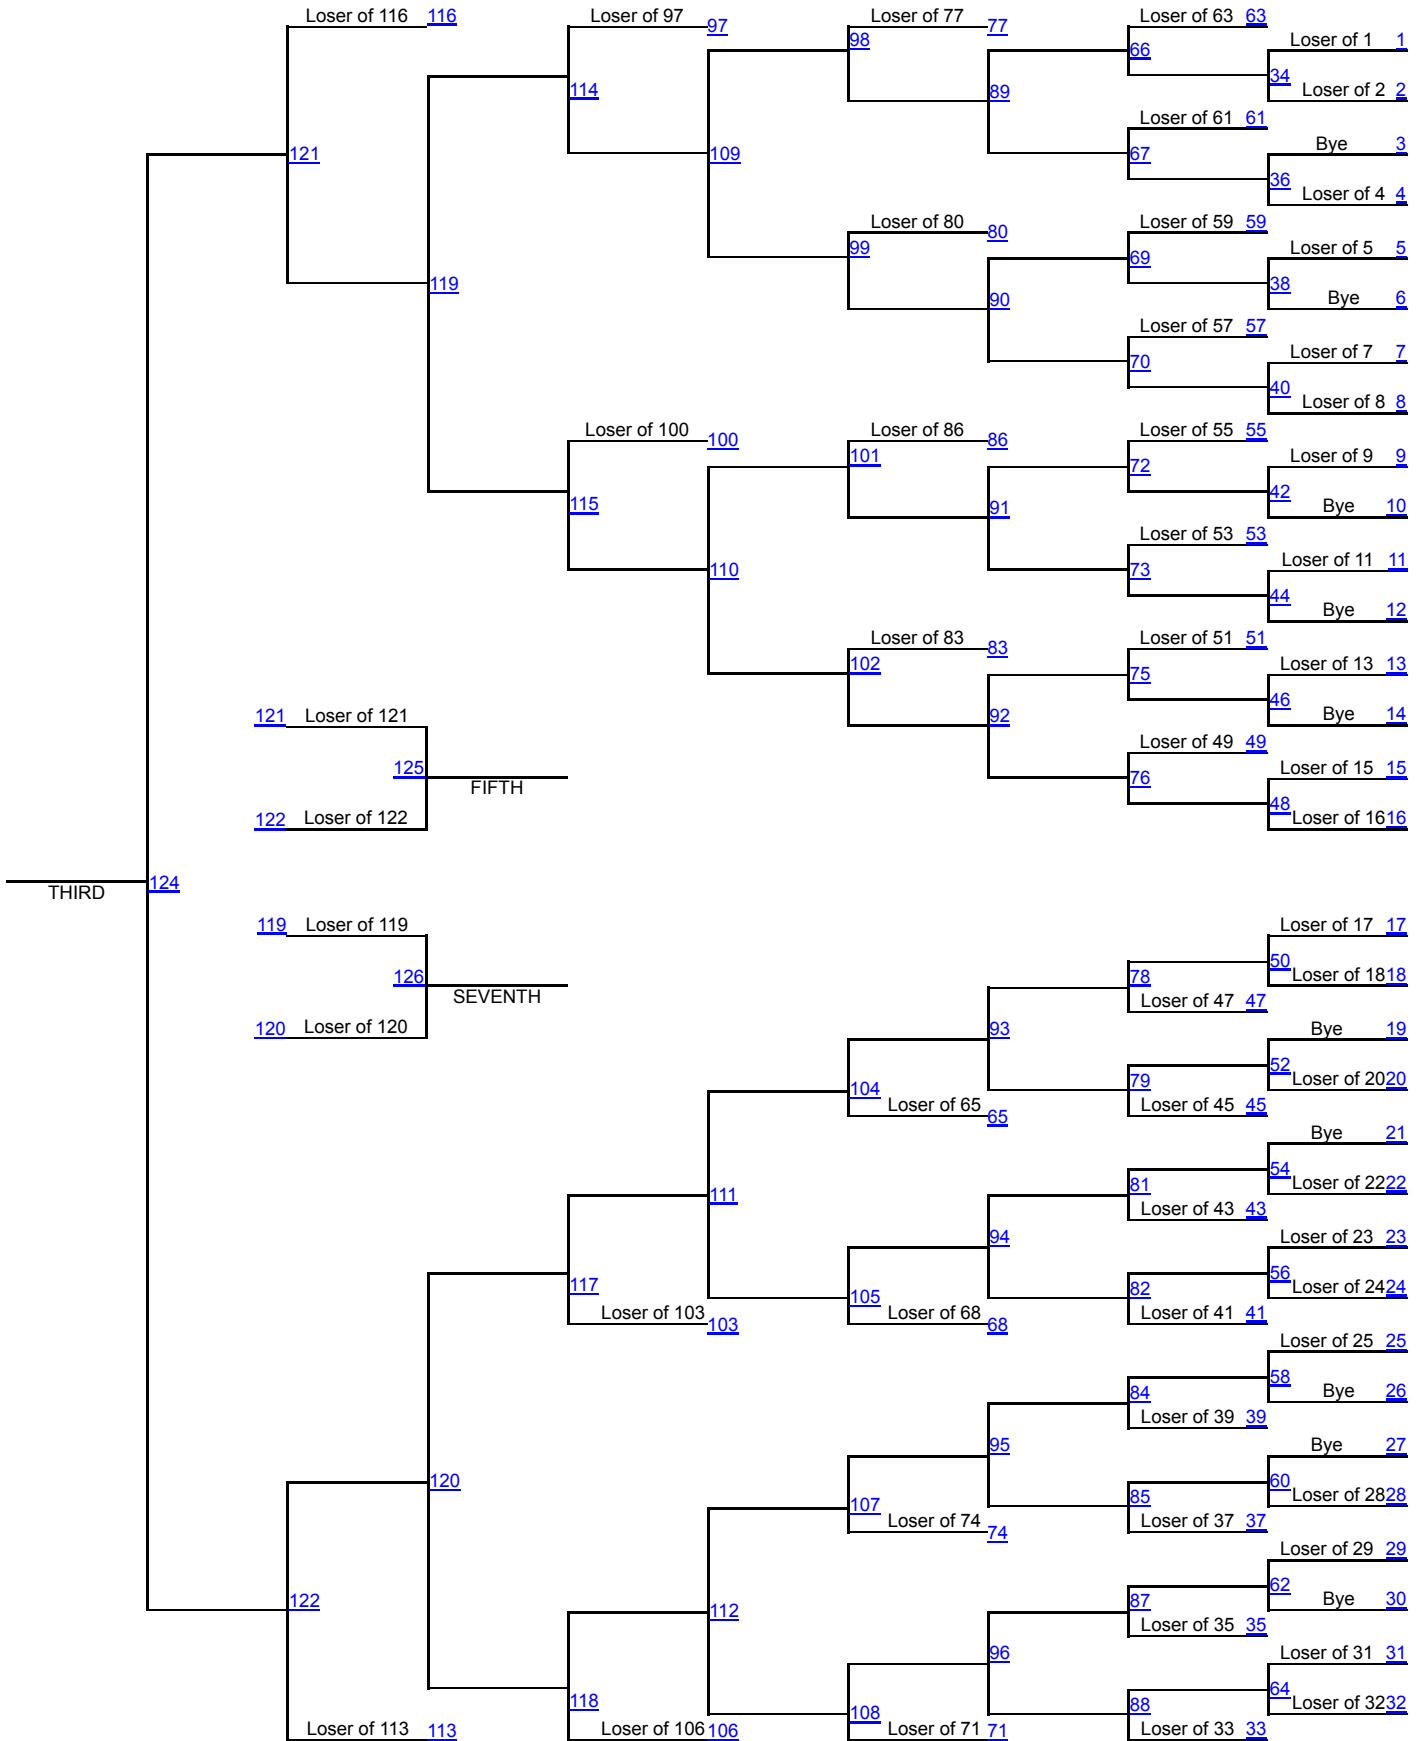 Loser of 116 116 Loser of 97 97 Loser of 77 77 Loser of 63 63
Loser of 1 1
98 66
34
114 89 Loser of 2 2
Loser of 61 61
Bye 3
121 109 67
36
Loser of 4 4
Loser of 80 80 Loser of 59 59
99 69 Loser of 5 5
119 38
90 Bye 6
Loser of 57 57
Loser of 7 7
70
40
Loser of 8 8
Loser of 100 100 Loser of 86 86 Loser of 55 55
101 72 Loser of 9 9
42
115 91 Bye 10
Loser of 53 53
Loser of 11 11
110 73
44
Bye 12
Loser of 83 83 Loser of 51 51
102 75 Loser of 13 13
46
121 Loser of 121 92 Bye 14
Loser of 49 49
125 Loser of 15 15
FIFTH 76
48
122 Loser of 122 Loser of 16 16
THIRD 124
119 Loser of 119 Loser of 17 17
50
126 78 Loser of 18 18
SEVENTH Loser of 47 47
120 Loser of 120 93 Bye 19
52
104 79 Loser of 20 20
Loser of 65 65 Loser of 45 45
Bye 21
54
111 81 Loser of 22 22
Loser of 43 43
94 Loser of 23 23
56
117 105 82 Loser of 24 24
Loser of 103 103 Loser of 68 68 Loser of 41 41
Loser of 25 25
58
84 Bye 26
Loser of 39 39
95 Bye 27
120 60
107 85 Loser of 28 28
Loser of 74 74 Loser of 37 37
Loser of 29 29
62
122 112 87 Bye 30
Loser of 35 35
96 Loser of 31 31
64
118 108 88 Loser of 32 32
Loser of 113 113 Loser of 106 106 Loser of 71 71 Loser of 33 33